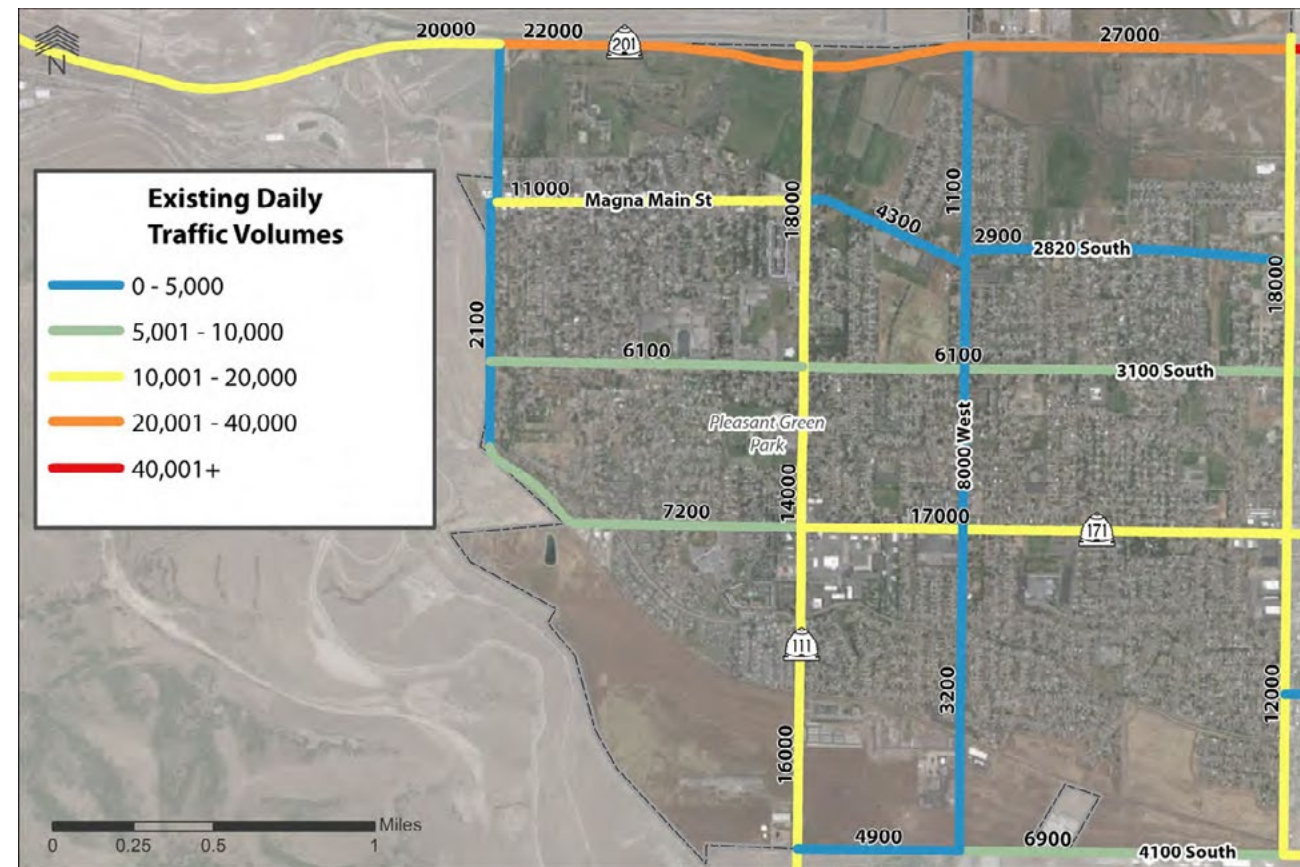 20000
22000
201
27000
N
Existing Daily
Traffic Volumes
0 - 5,000
5,001 - 10,000
10,001 - 20,000
20,001 - 40,000
40,001+
11000
Magna Main St
18000
4300
1100
2900
2820 South
18000
2100
6100
6100
3100 South
Pleasant Green
Park
8000 West
14000
7200
17000
171
111
3200
12000
16000
4900
6900
4100 South
Miles
0
0.25
0.5
1